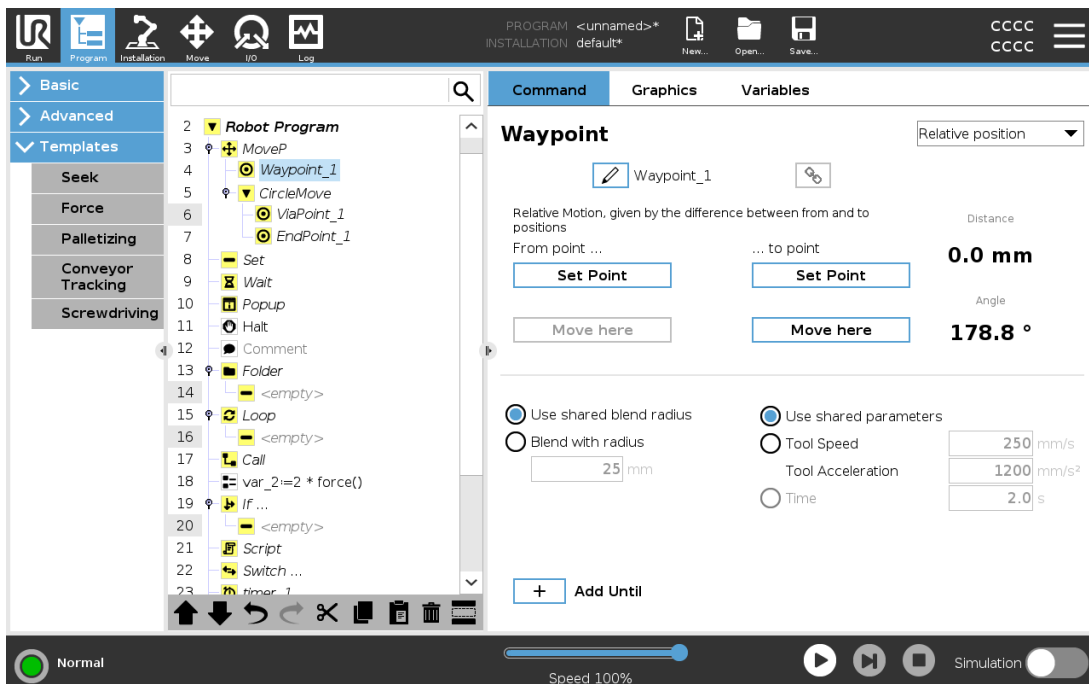 PROGRAM <unnamed>*
INSTALLATION default*
CCCC
CCCC
Run
Program
Installation
Move
I/O
Log
New...
Open...
Save...
Basic
Advanced
Templates
Seek
Force
Palletizing
Conveyor
Tracking
Screwdriving
2 Robot Program
3 MoveP
4 Waypoint_1
5 CircleMove
6 ViaPoint_1
7 EndPoint_1
8 Set
9 Wait
10 Popup
11 Halt
12 Comment
13 Folder
14 <empty>
15 Loop
16 <empty>
17 Call
18 var_2:=2 * force()
19 If ...
20 <empty>
21 Script
22 Switch ...
23 timer_1
Command Graphics Variables
Waypoint
Relative position
Waypoint_1
Relative Motion, given by the difference between from and to
positions
From point ...
... to point
Set Point
Set Point
Move here
Move here
Distance
0.0 mm
Angle
178.8 °
Use shared blend radius
Blend with radius
25 mm
Use shared parameters
Tool Speed 250 mm/s
Tool Acceleration 1200 mm/s²
Time 2.0 s
+ Add Until
Normal
Speed 100%
Simulation